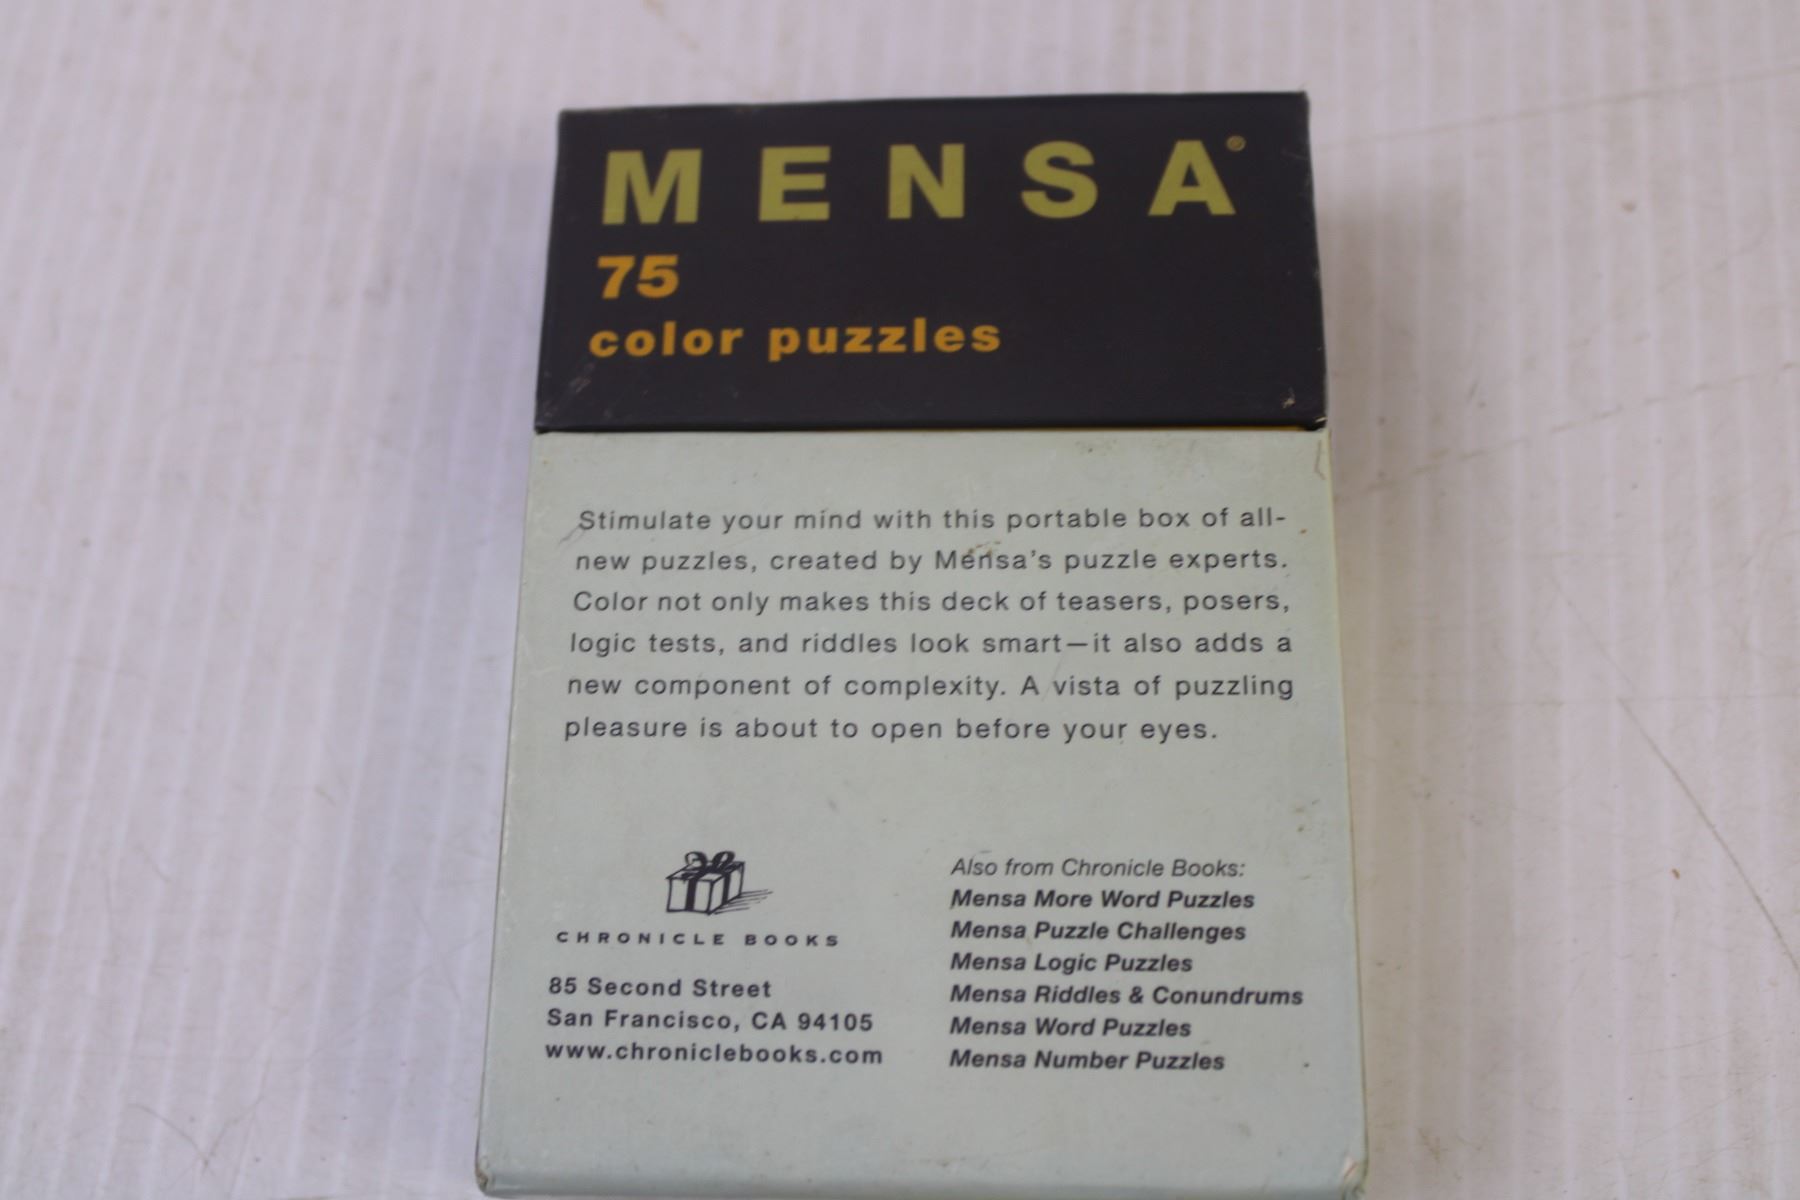 MENSA®
75
color puzzles
Stimulate your mind with this portable box of all-
new puzzles, created by Mensa's puzzle experts.
Color not only makes this deck of teasers, posers,
logic tests, and riddles look smart—it also adds a
new component of complexity. A vista of puzzling
pleasure is about to open before your eyes.
CHRONICLE BOOKS
85 Second Street
San Francisco, CA 94105
www.chroniclebooks.com
Also from Chronicle Books:
Mensa More Word Puzzles
Mensa Puzzle Challenges
Mensa Logic Puzzles
Mensa Riddles & Conundrums
Mensa Word Puzzles
Mensa Number Puzzles